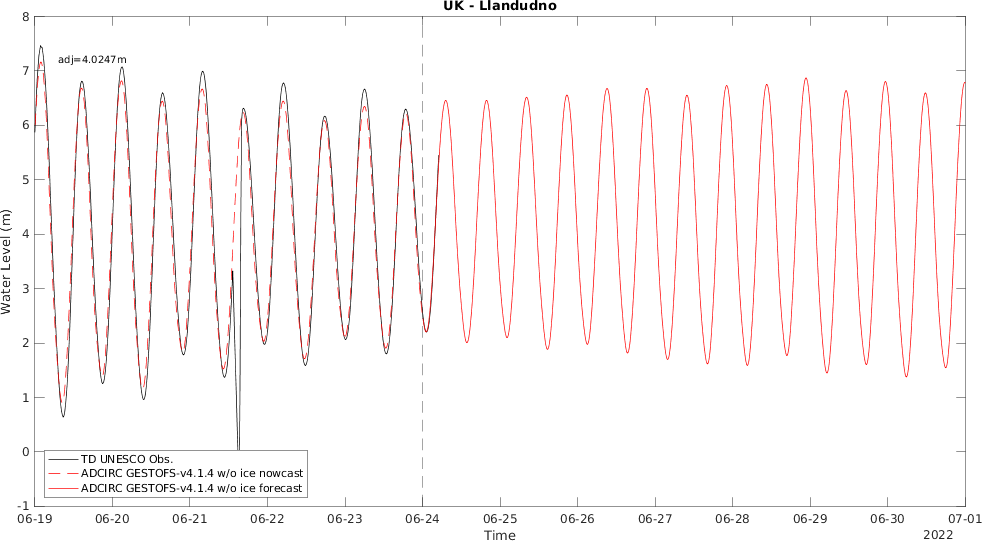 UK - Llandudno
8
7
6
5
4
3
2
1
0
-1
adj=4.0247m
Water Level (m)
TD UNESCO Obs.
ADCIRC GESTOFS-v4.1.4 w/o ice nowcast
ADCIRC GESTOFS-v4.1.4 w/o ice forecast
06-19 06-20 06-21 06-22 06-23 06-24 06-25 06-26 06-27 06-28 06-29 06-30 07-01
Time
2022